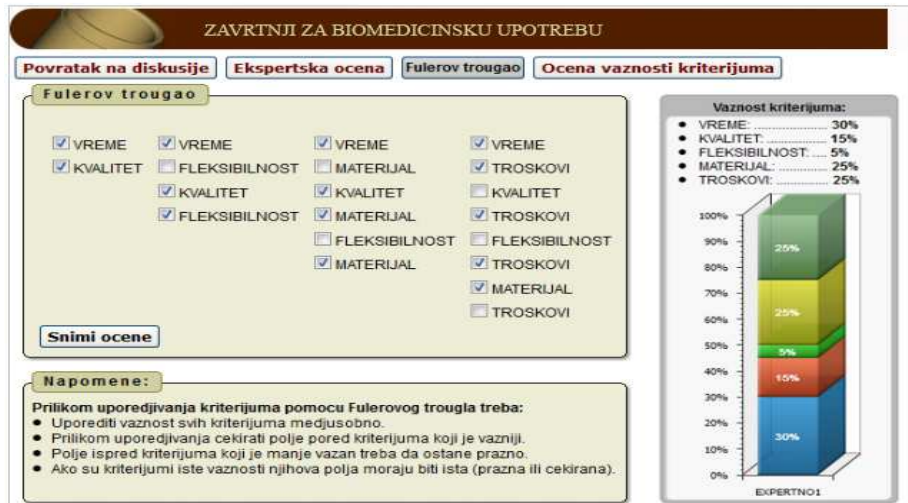 ZAVRTNJI ZA BIOMEDICINSKU UPOTREBU
Povratak na diskusije Ekspertska ocena Fulerov trougao Ocena vaznosti kriterijuma
Fulerov trougao
VREME VREME VREME VREME
KVALITET FLEKSIBILNOST MATERIJAL TROSKOVI
KVALITET KVALITET KVALITET
FLEKSIBILNOST MATERIJAL TROSKOVI
FLEKSIBILNOST FLEKSIBILNOST
MATERIJAL TROSKOVI
MATERIJAL
TROSKOVI
Snimi ocene
Napomene:
Prilikom uporedjivanja kriterijuma pomocu Fulerovog trougla treba:
Uporediti vaznost svih kriterijuma medjusobno.
Prilikom uporedjivanja cekirati polje pored kriterijuma koji je vazniji.
Polje ispred kriterijuma koji je manje vazan treba da ostane prazno.
Ako su kriterijumi iste vaznosti njihova polja moraju biti ista (prazna ili cekirana).
Vaznost kriterijuma:
VREME: ................. 30%
KVALITET: .............. 15%
FLEKSIBILNOST: .... 5%
MATERIJAL: ........... 25%
TROSKOVI: ............ 25%
100%
90%
80%
70%
60%
50%
40%
30%
20%
10%
0%
25%
25%
5%
15%
30%
EXPERTNO1